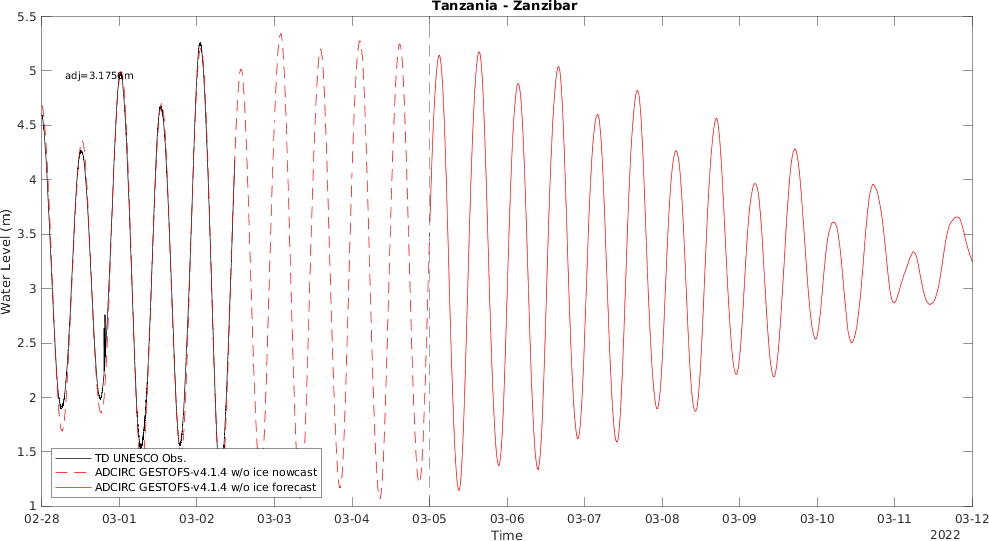 Tanzania - Zanzibar
5.5
5
4.5
4
3.5
3
2.5
2
1.5
1
Water Level (m)
TD UNESCO Obs.
ADCIRC GESTOFS-v4.1.4 w/o ice nowcast
ADCIRC GESTOFS-v4.1.4 w/o ice forecast
02-28 03-01 03-02 03-03 03-04 03-05 03-06 03-07 03-08 03-09 03-10 03-11 03-12
Time
2022